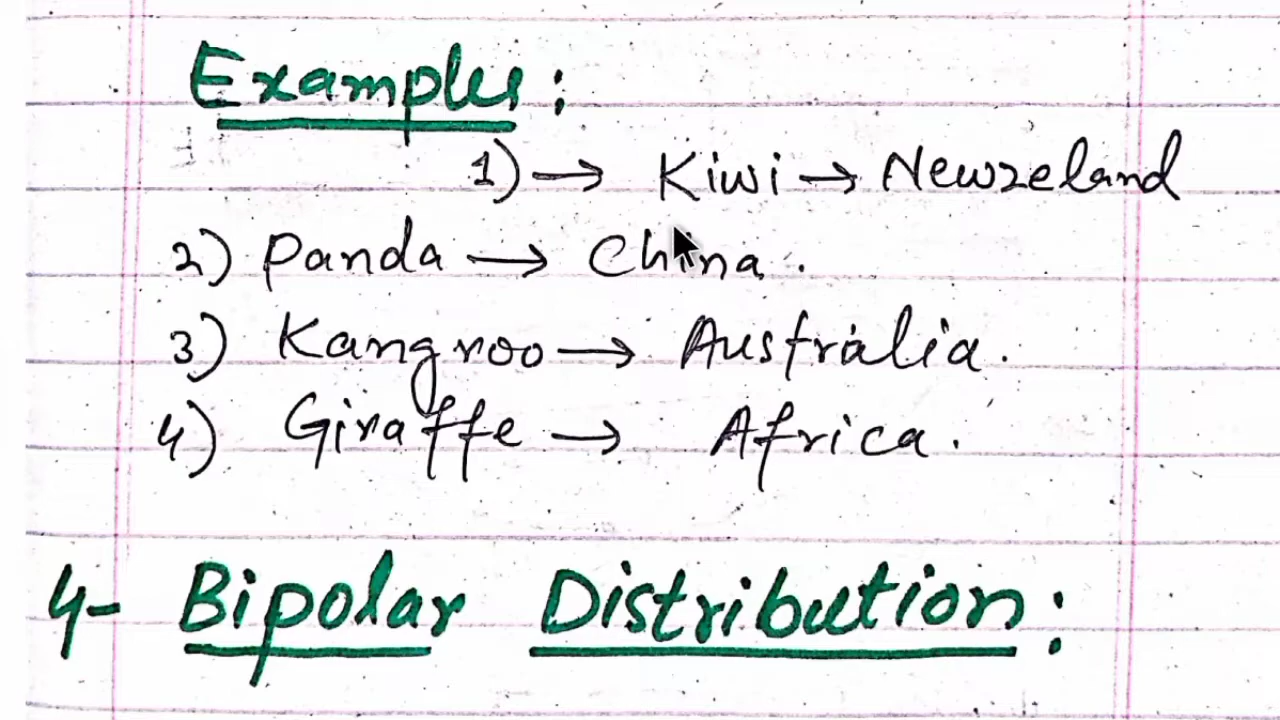 Examples:
1) → Kiwi → Newzeland
2) Panda → China.
3) Kangroo → Australia.
4) Giraffe → Africa.
4- Bipolar Distribution: